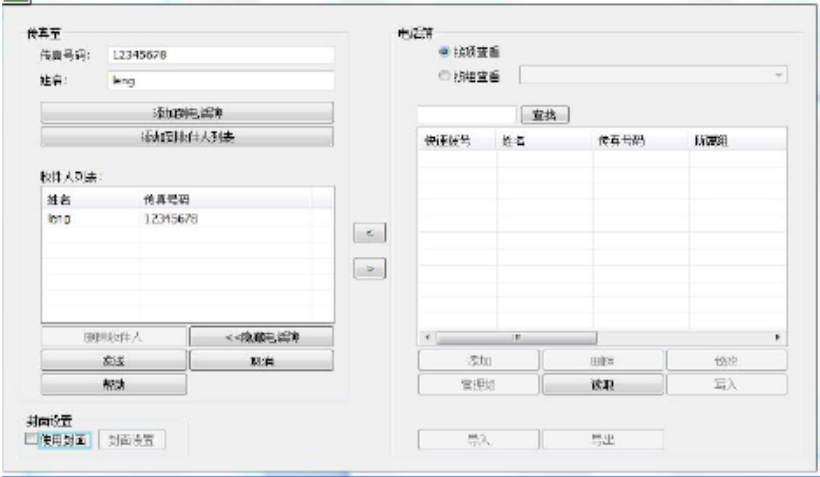 传真至
传真号码: 12345678
姓名: leng
添加到电话簿
添加到收件人列表
收件人列表:
姓名 传真号码
leng 12345678
删除收件人 <<隐藏电话簿
发送 取消
帮助
封面设置
使用封面 封面设置
电话簿
按项查看
按组查看
查找
快速拨号 姓名 传真号码 所属组
<
>
添加 删除 修改
管理组 读取 写入
导入 导出